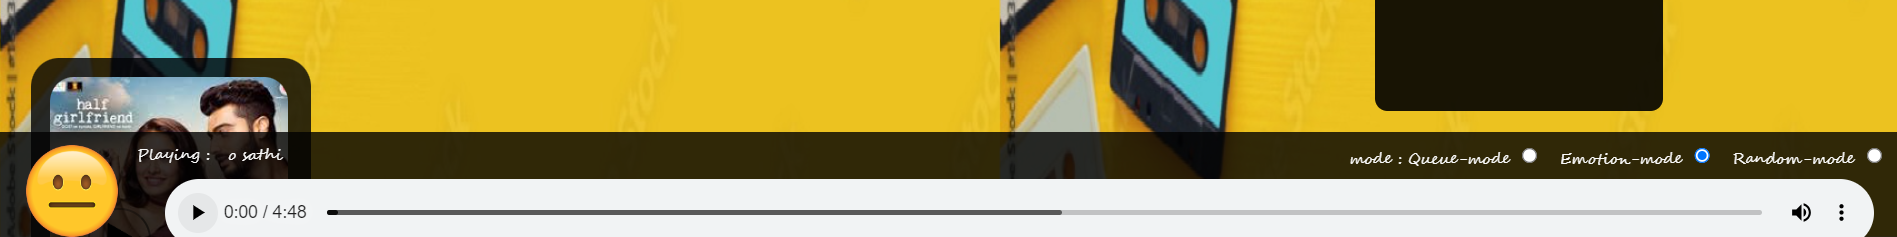 half
girlfriend
Playing : o sathi
mode : Queue-mode Emotion-mode Random-mode
0:00 / 4:48